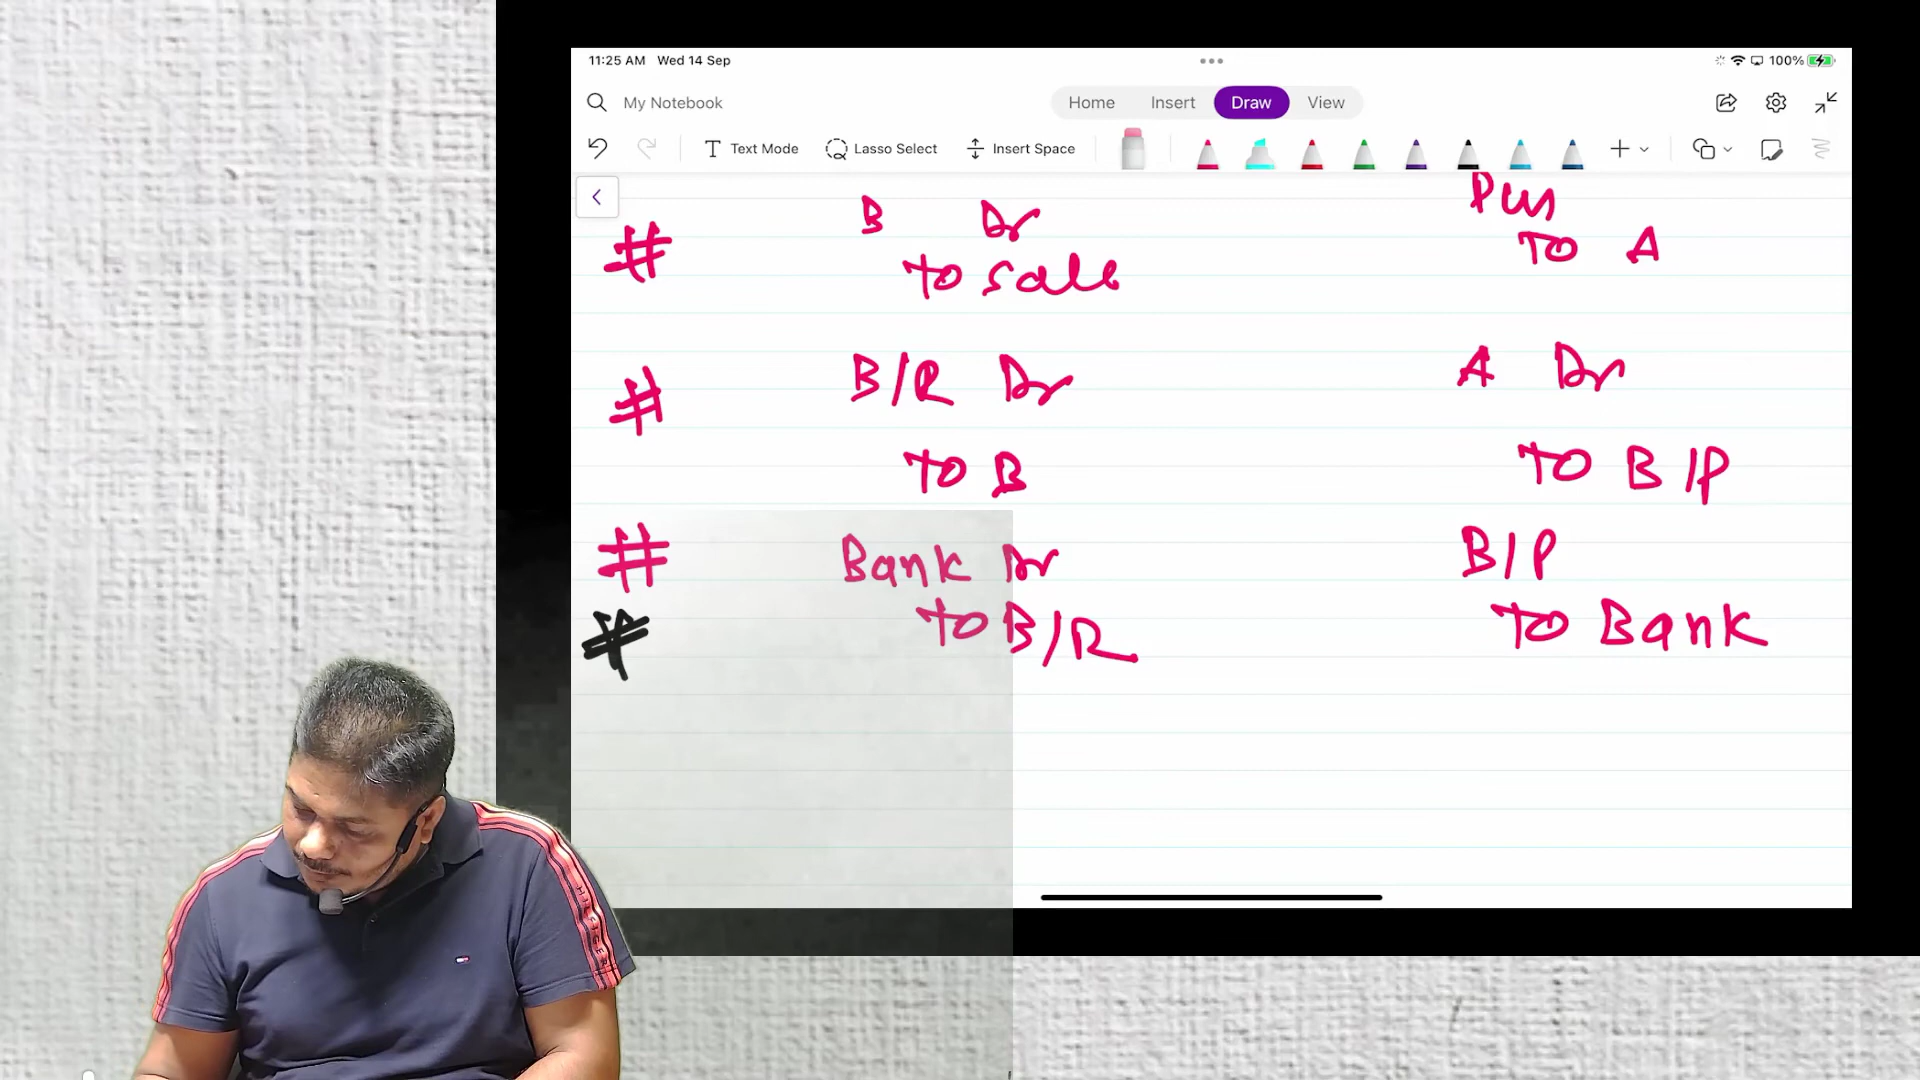 11:25 AM Wed 14 Sep
100%
My Notebook
Home Insert Draw View
Text Mode Lasso Select Insert Space
# B Dr
To Sale
Pur
To A
# B/R Dr
To B
A Dr
To B/P
# Bank Dr
To B/R
B/P
To Bank
#